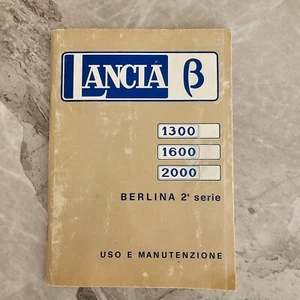 LANCIA β
1300
1600
2000
BERLINA 2ª serie
USO E MANUTENZIONE